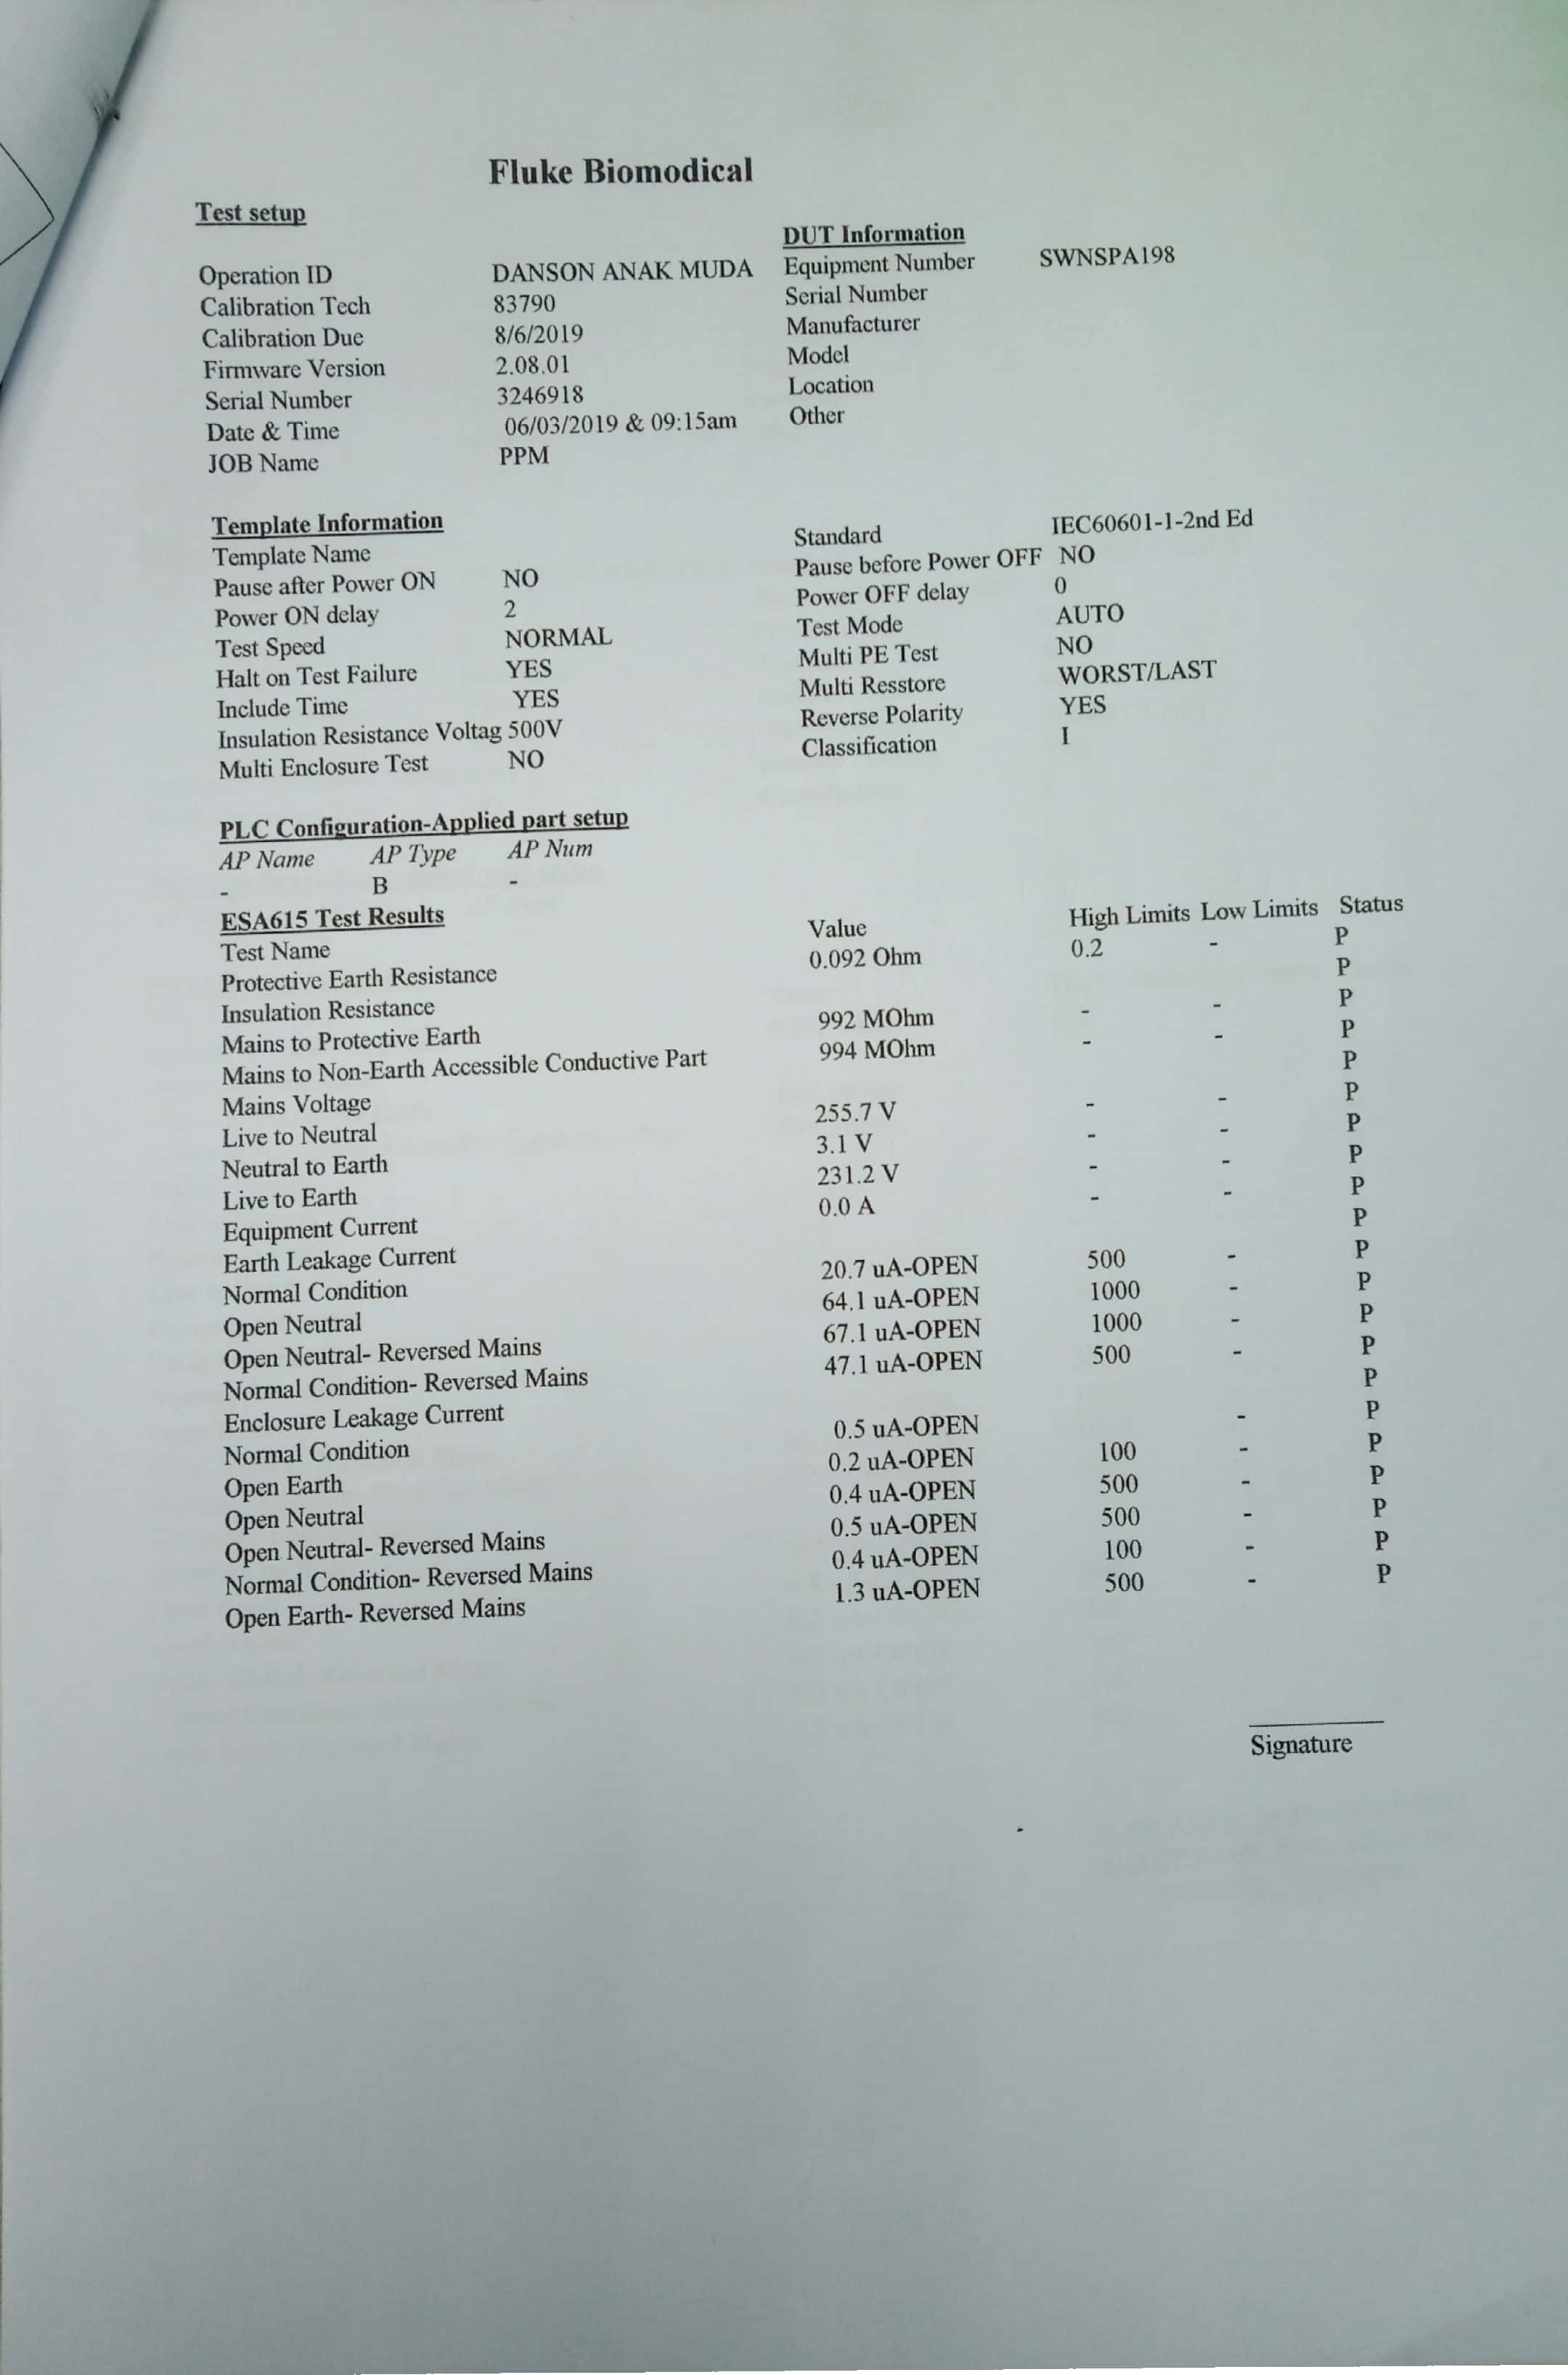 Fluke Biomodical
Test setup
DUT Information
Operation ID DANSON ANAK MUDA Equipment Number SWNSPA198
Calibration Tech 83790 Serial Number
Calibration Due 8/6/2019 Manufacturer
Firmware Version 2.08.01 Model
Serial Number 3246918 Location
Date & Time 06/03/2019 & 09:15am Other
JOB Name PPM
Template Information Standard IEC60601-1-2nd Ed
Template Name Pause before Power OFF NO
Pause after Power ON NO Power OFF delay 0
Power ON delay 2 Test Mode AUTO
Test Speed NORMAL Multi PE Test NO
Halt on Test Failure YES Multi Resstore WORST/LAST
Include Time YES Reverse Polarity YES
Insulation Resistance Voltag 500V Classification I
Multi Enclosure Test NO
PLC Configuration-Applied part setup
AP Name AP Type AP Num
- B -
ESA615 Test Results
Test Name Value High Limits Low Limits Status
Protective Earth Resistance 0.092 Ohm 0.2 - P
Insulation Resistance P
Mains to Protective Earth 992 MOhm - - P
Mains to Non-Earth Accessible Conductive Part 994 MOhm - - P
Mains Voltage P
Live to Neutral 255.7 V - - P
Neutral to Earth 3.1 V - - P
Live to Earth 231.2 V - - P
Equipment Current 0.0 A - - P
Earth Leakage Current P
Normal Condition 20.7 uA-OPEN 500 - P
Open Neutral 64.1 uA-OPEN 1000 - P
Open Neutral- Reversed Mains 67.1 uA-OPEN 1000 - P
Normal Condition- Reversed Mains 47.1 uA-OPEN 500 - P
Enclosure Leakage Current P
Normal Condition 0.5 uA-OPEN - P
Open Earth 0.2 uA-OPEN 100 - P
Open Neutral 0.4 uA-OPEN 500 - P
Open Neutral- Reversed Mains 0.5 uA-OPEN 500 - P
Normal Condition- Reversed Mains 0.4 uA-OPEN 100 - P
Open Earth- Reversed Mains 1.3 uA-OPEN 500 - P
Signature